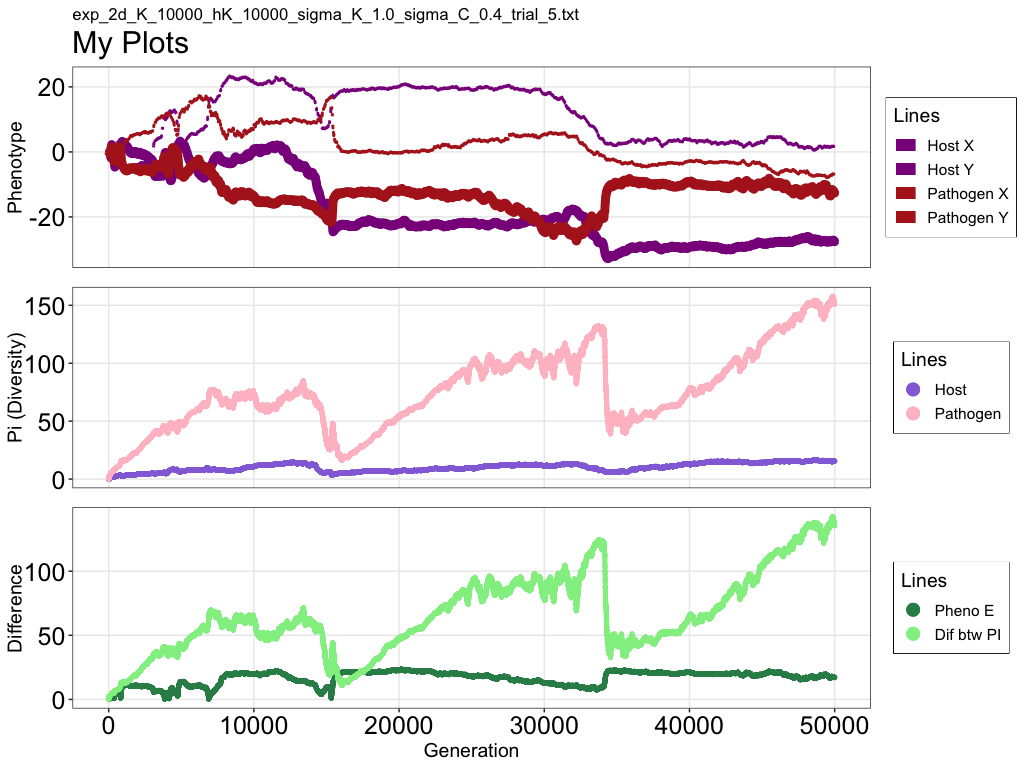 exp_2d_K_10000_hK_10000_sigma_K_1.0_sigma_C_0.4_trial_5.txt
My Plots
Phenotype
20
0
-20
Lines
Host X
Host Y
Pathogen X
Pathogen Y
Pi (Diversity)
150
100
50
0
Lines
Host
Pathogen
Difference
100
50
0
Lines
Pheno E
Dif btw PI
0 10000 20000 30000 40000 50000
Generation